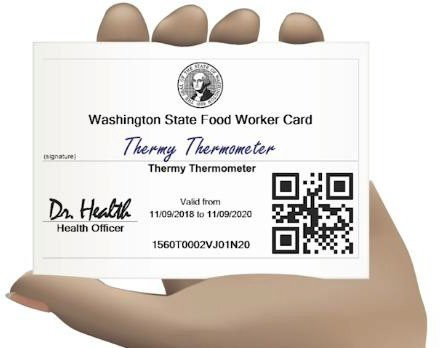 Washington State Food Worker Card
Thermy Thermometer
(signature)
Thermy Thermometer
Dr. Health
Health Officer
Valid from
11/09/2018 to 11/09/2020
1560T0002VJ01N20